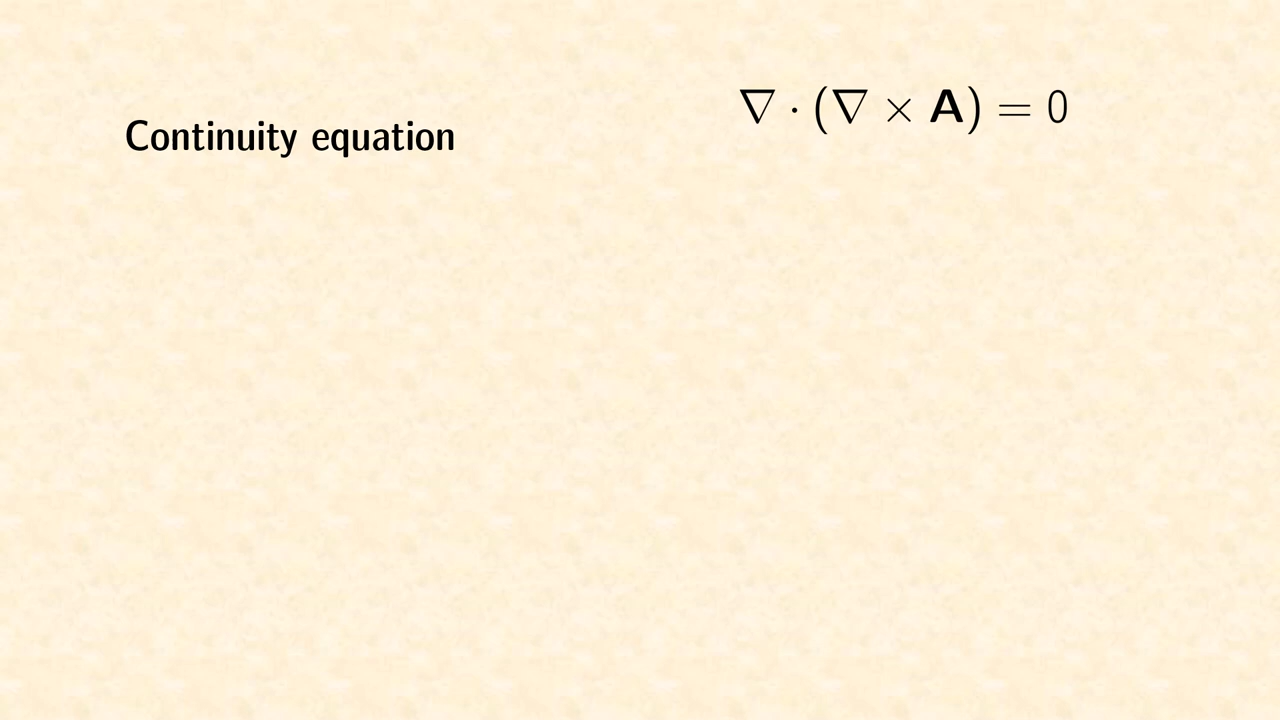 Continuity equation
∇ · (∇ × A) = 0